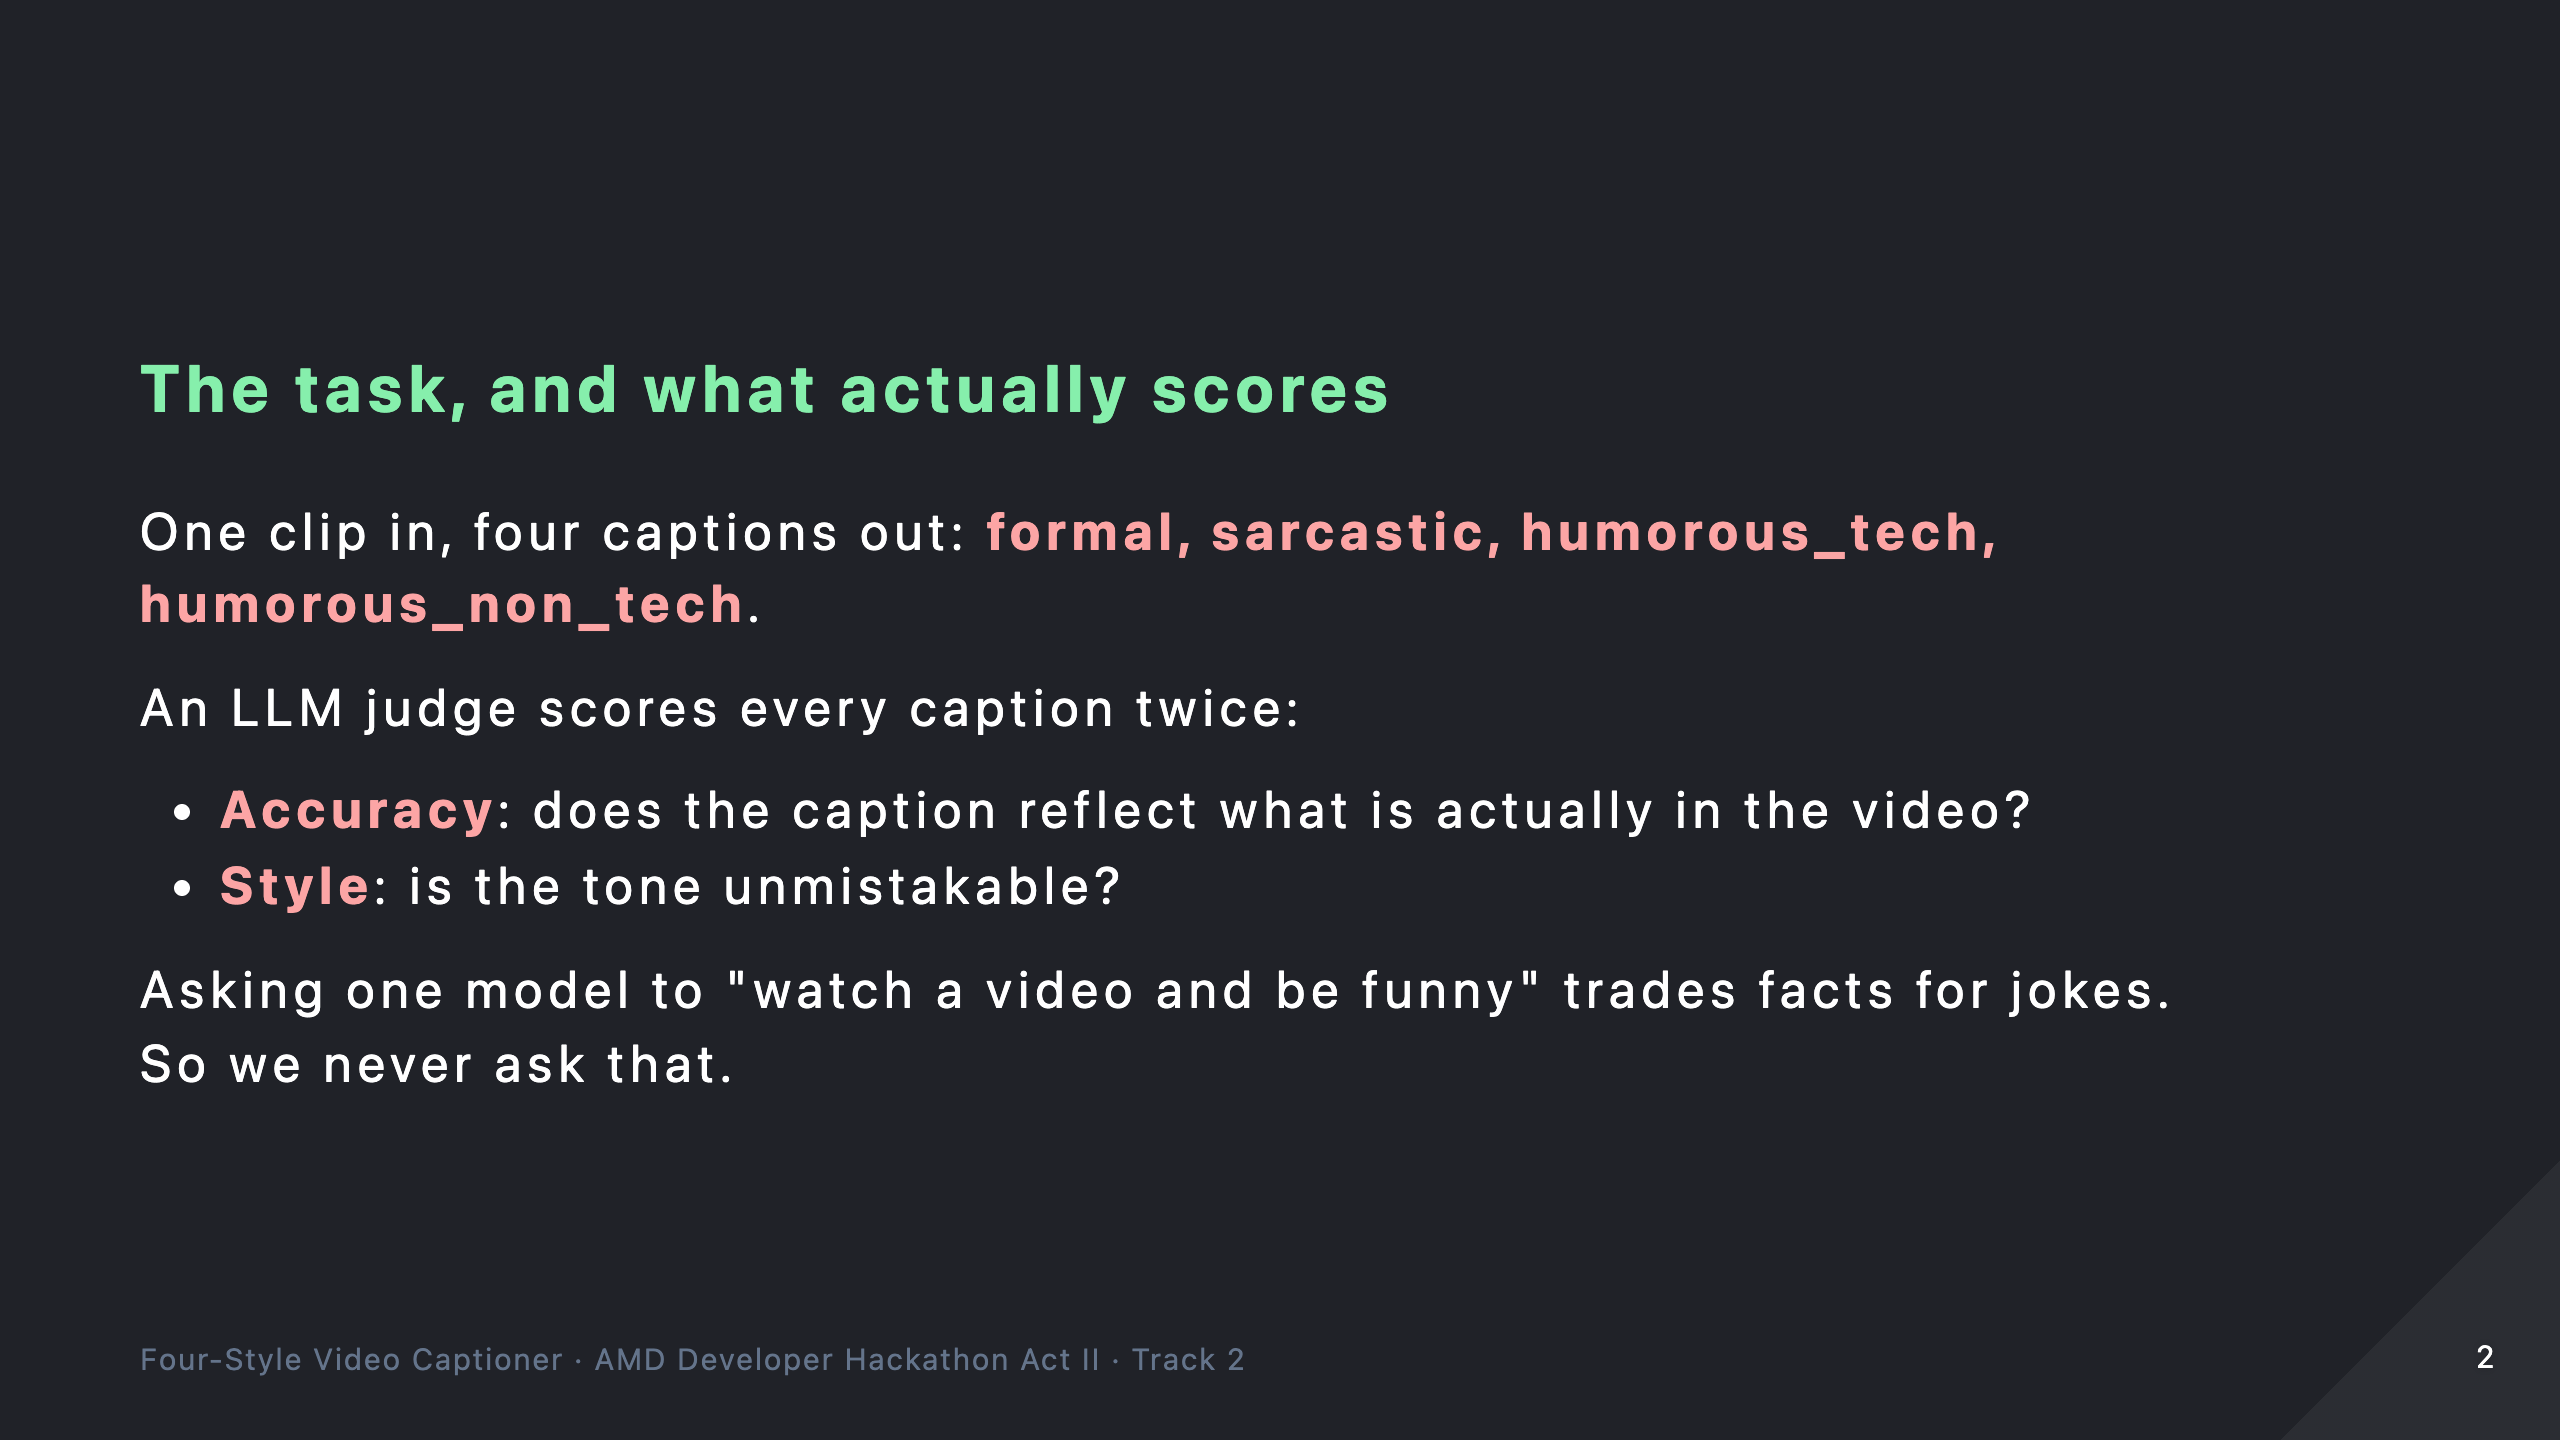 The task, and what actually scores
One clip in, four captions out: formal, sarcastic, humorous_tech,
humorous_non_tech.
An LLM judge scores every caption twice:
• Accuracy: does the caption reflect what is actually in the video?
• Style: is the tone unmistakable?
Asking one model to "watch a video and be funny" trades facts for jokes.
So we never ask that.
Four-Style Video Captioner · AMD Developer Hackathon Act II · Track 2
2